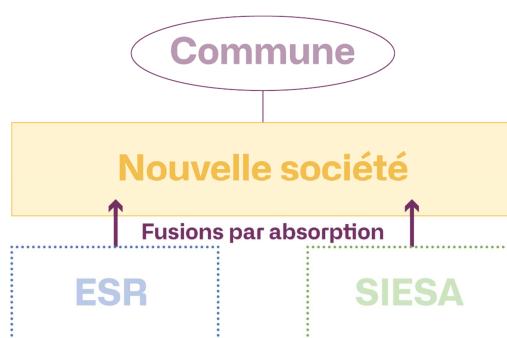 Commune
Nouvelle société
Fusions par absorption
ESR
SIESA